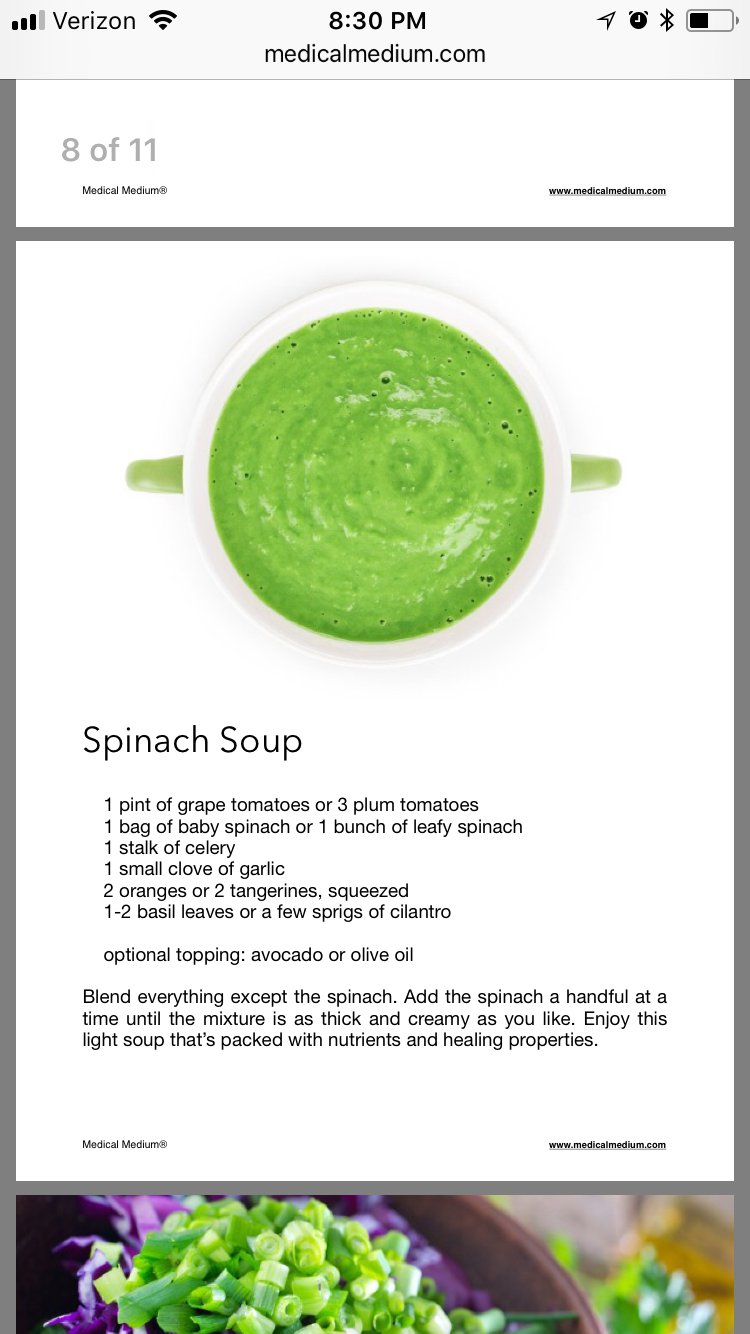 Verizon 8:30 PM
medicalmedium.com
8 of 11
Medical Medium® www.medicalmedium.com
Spinach Soup
1 pint of grape tomatoes or 3 plum tomatoes
1 bag of baby spinach or 1 bunch of leafy spinach
1 stalk of celery
1 small clove of garlic
2 oranges or 2 tangerines, squeezed
1-2 basil leaves or a few sprigs of cilantro
optional topping: avocado or olive oil
Blend everything except the spinach. Add the spinach a handful at a
time until the mixture is as thick and creamy as you like. Enjoy this
light soup that’s packed with nutrients and healing properties.
Medical Medium® www.medicalmedium.com